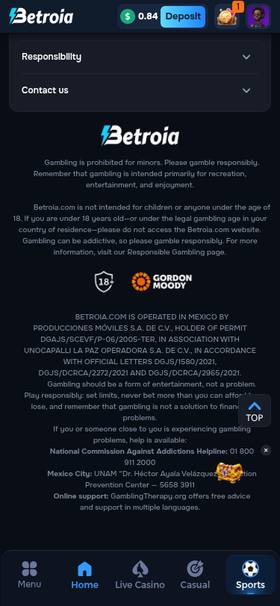 Betroia
$ 0.84 Deposit
1
Responsibility
Contact us
Betroia
Gambling is prohibited for minors. Please gamble responsibly.
Remember that gambling is intended primarily for recreation,
entertainment, and enjoyment.
Betroia.com is not intended for children or anyone under the age of
18. If you are under 18 years old—or under the legal gambling age in your
country of residence—please do not access the Betroia.com website.
Gambling can be addictive, so please gamble responsibly. For more
information, visit our Responsible Gambling page.
18+ GORDON
MOODY
BETROIA.COM IS OPERATED IN MEXICO BY
PRODUCCIONES MÓVILES S.A. DE C.V., HOLDER OF PERMIT
DGAJS/SCEVF/P-06/2005-TER, IN ASSOCIATION WITH
UNOCAPALLI LA PAZ OPERADORA S.A. DE C.V., IN ACCORDANCE
WITH OFFICIAL LETTERS DGJS/1580/2021,
DGJS/DCRCA/2272/2021 AND DGJS/DCRCA/2965/2021.
Gambling should be a form of entertainment, not a problem.
Play responsibly: set limits, never bet more than you can
lose, and remember that gambling is not a solution to
problems.
TOP
If you or someone close to you is experiencing gambling
problems, help is available:
National Commission Against Addictions Helpline: 01 800
911 2000
Mexico City: UNAM "Dr. Héctor Ayala Velázquez
Prevention Center — 5658 3911
Online support: GamblingTherapy.org offers free advice
and support in multiple languages.
Menu Home Live Casino Casual Sports